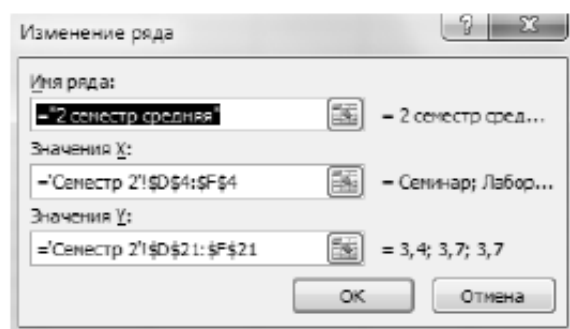 Изменение ряда
Имя ряда:
="2 семестр средняя" = 2 семестр сред...
Значения X:
='Семестр 2'!$D$4:$F$4 = Семинар; Лабор...
Значения Y:
='Семестр 2'!$D$21:$F$21 = 3,4; 3,7; 3,7
ОК Отмена